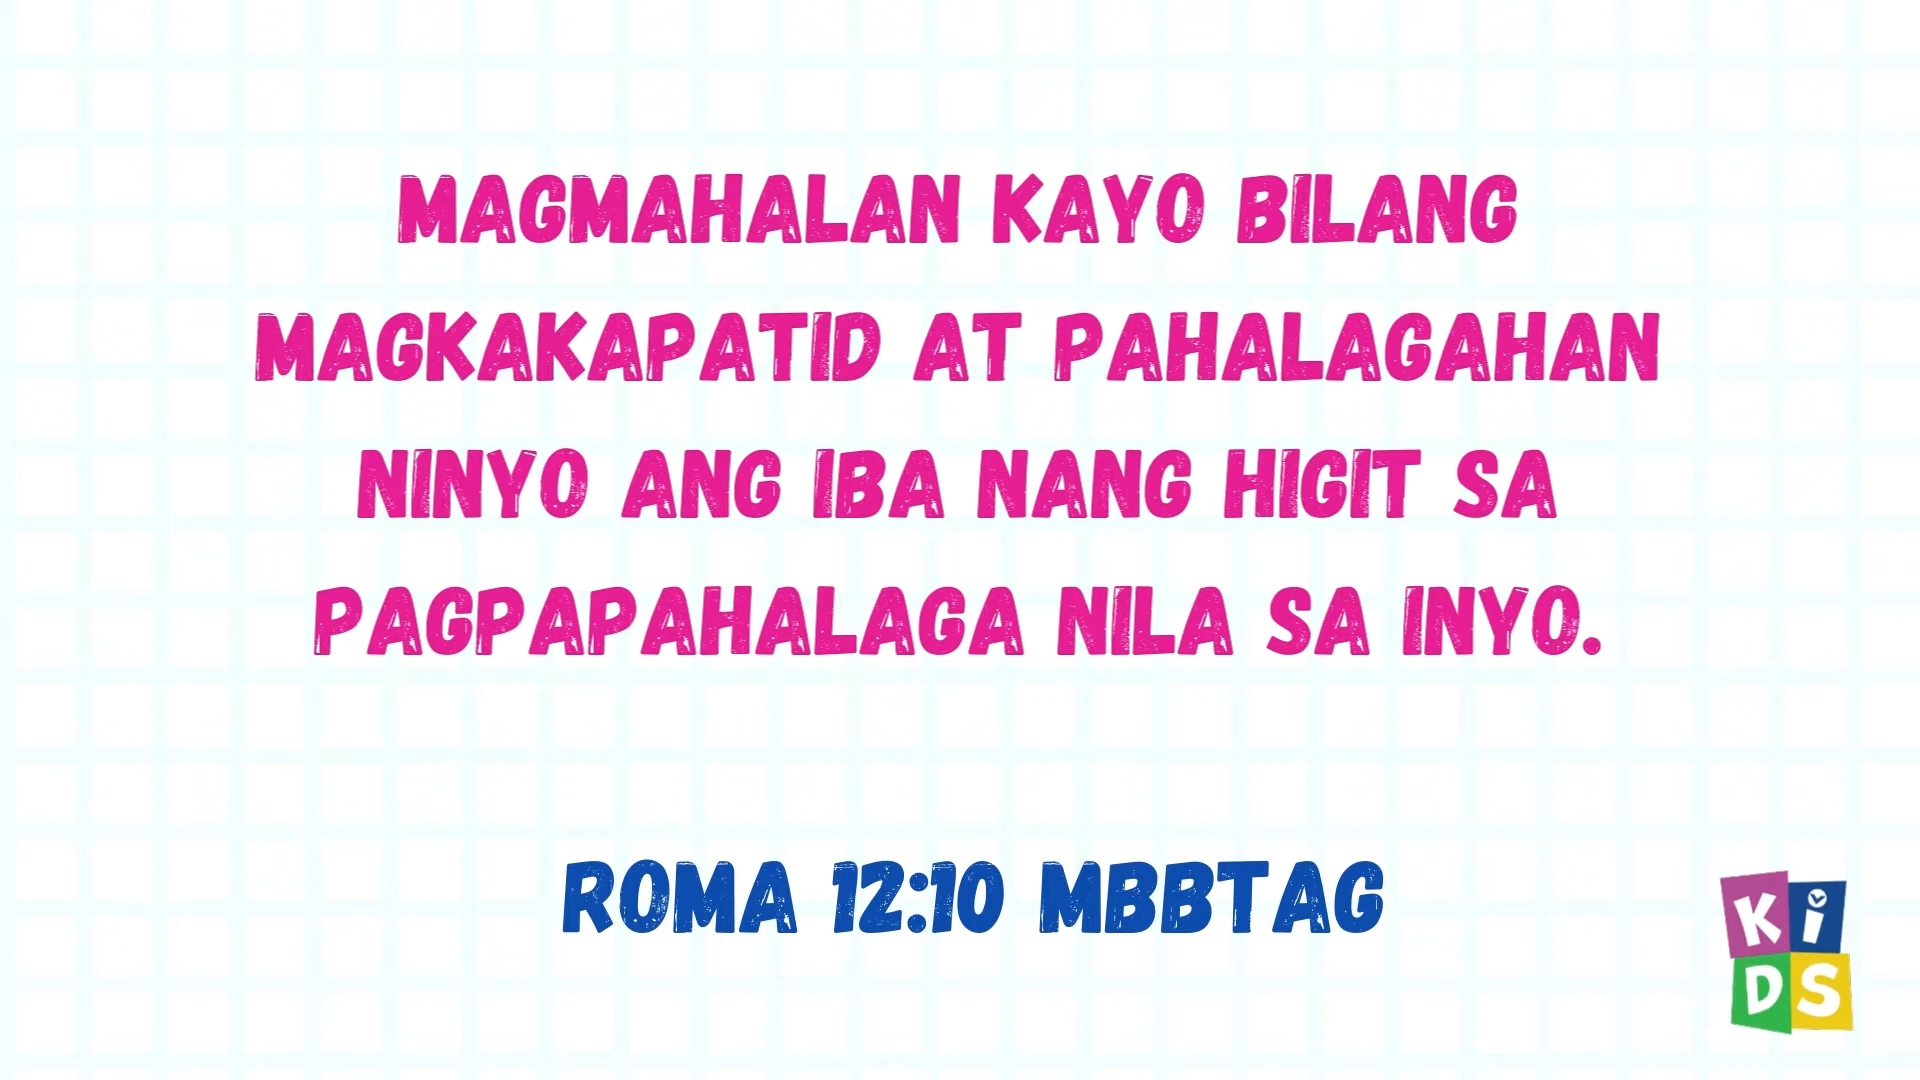 MAGMAHALAN KAYO BILANG
MAGKAKAPATID AT PAHALAGAHAN
NINYO ANG IBA NANG HIGIT SA
PAGPAPAHALAGA NILA SA INYO.
ROMA 12:10 MBBTAG
KiDS